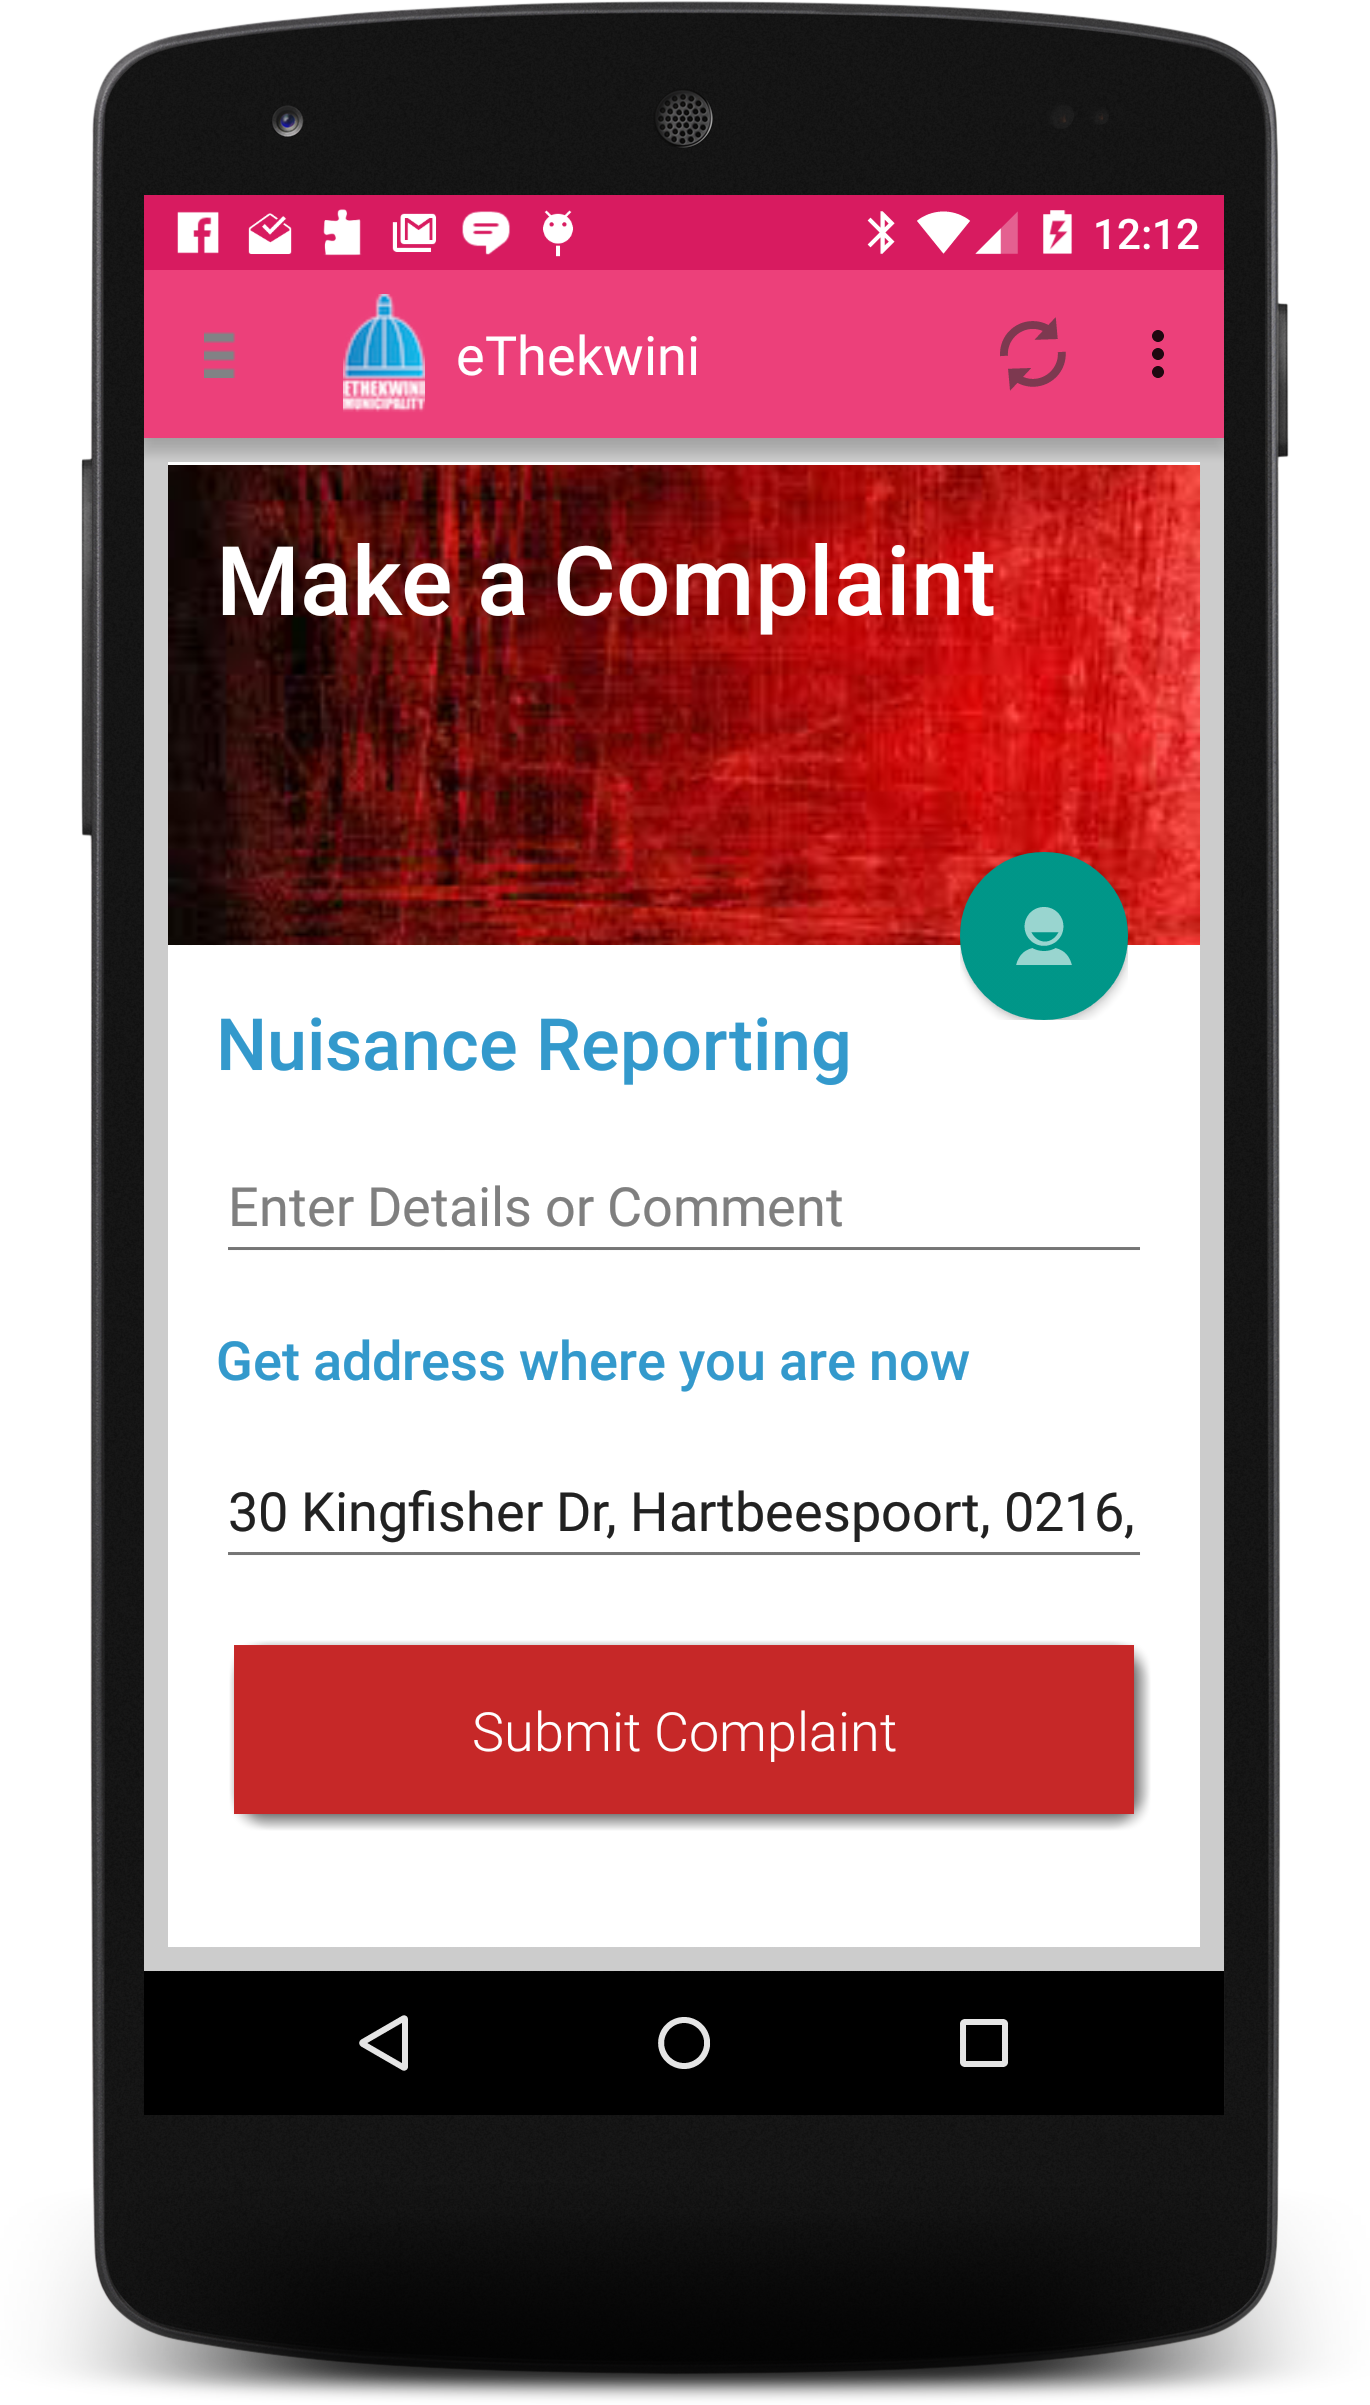 12:12
ETHEKWINI
MUNICIPALITY
eThekwini
Make a Complaint
Nuisance Reporting
Enter Details or Comment
Get address where you are now
30 Kingfisher Dr, Hartbeespoort, 0216,
Submit Complaint